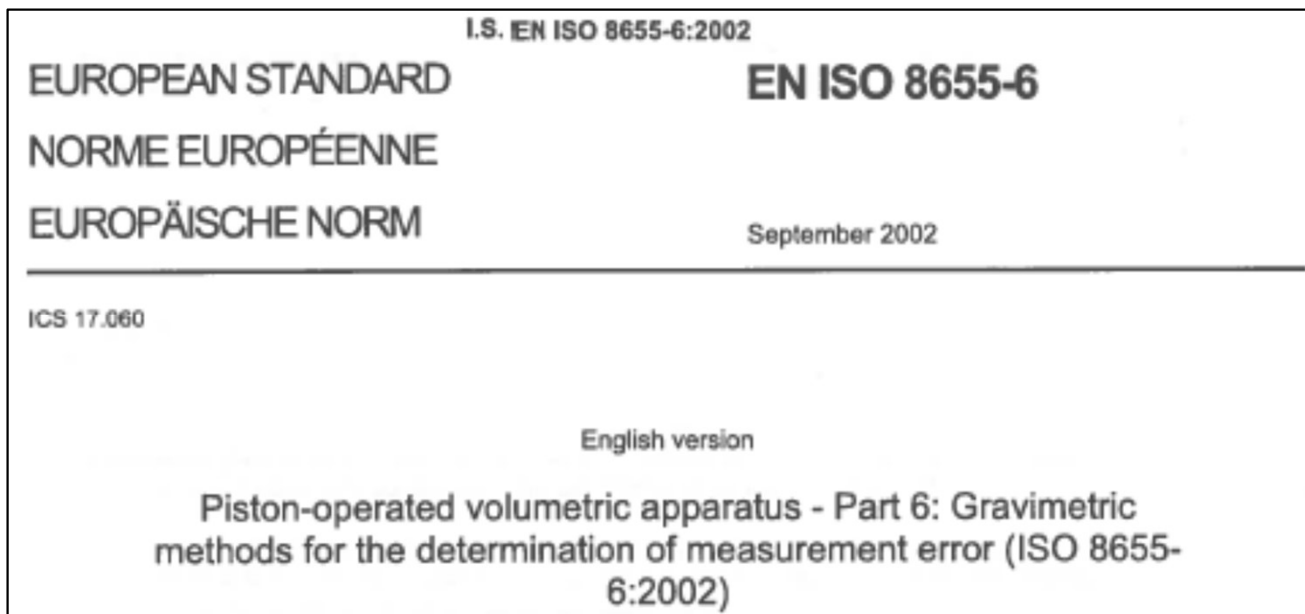 I.S. EN ISO 8655-6:2002
EUROPEAN STANDARD
EN ISO 8655-6
NORME EUROPÉENNE
EUROPÄISCHE NORM
September 2002
ICS 17.060
English version
Piston-operated volumetric apparatus - Part 6: Gravimetric
methods for the determination of measurement error (ISO 8655-
6:2002)